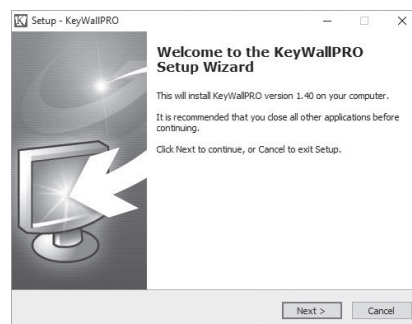 Setup - KeyWallPRO
Welcome to the KeyWallPRO
Setup Wizard
This will install KeyWallPRO version 1.40 on your computer.
It is recommended that you close all other applications before
continuing.
Click Next to continue, or Cancel to exit Setup.
Next >
Cancel